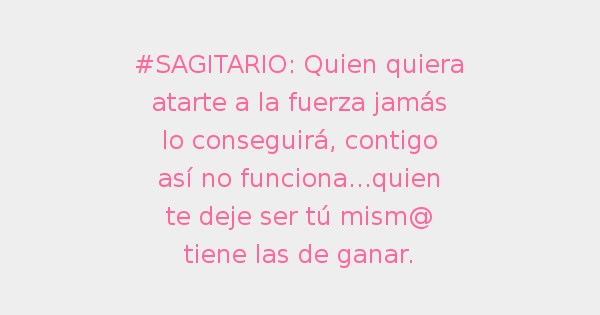 #SAGITARIO: Quien quiera
atarte a la fuerza jamás
lo conseguirá, contigo
así no funciona...quien
te deje ser tú mism@
tiene las de ganar.